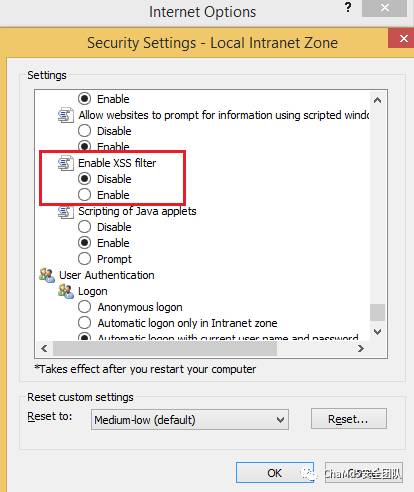 Internet Options
?
Security Settings - Local Intranet Zone
Settings
Enable
Allow websites to prompt for information using scripted windo
Disable
Enable
Enable XSS filter
Disable
Enable
Scripting of Java applets
Disable
Enable
Prompt
User Authentication
Logon
Anonymous logon
Automatic logon only in Intranet zone
Automatic logon with current user name and password
*Takes effect after you restart your computer
Reset custom settings
Reset to:
Medium-low (default)
Reset...
OK
ChaMd5安全团队